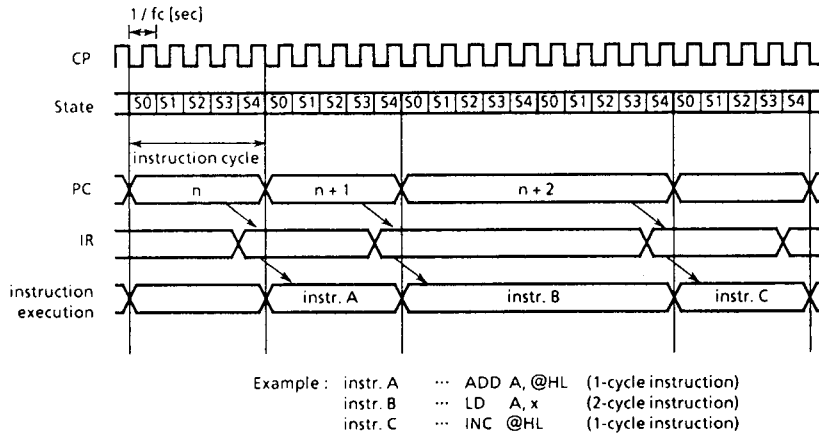 1 / fc [sec]
CP
State S0 S1 S2 S3 S4 S0 S1 S2 S3 S4 S0 S1 S2 S3 S4 S0 S1 S2 S3 S4 S0 S1 S2 S3 S4
instruction cycle
PC n n + 1 n + 2
IR
instruction
execution instr. A instr. B instr. C
Example : instr. A ··· ADD A, @HL (1-cycle instruction)
instr. B ··· LD A, x (2-cycle instruction)
instr. C ··· INC @HL (1-cycle instruction)